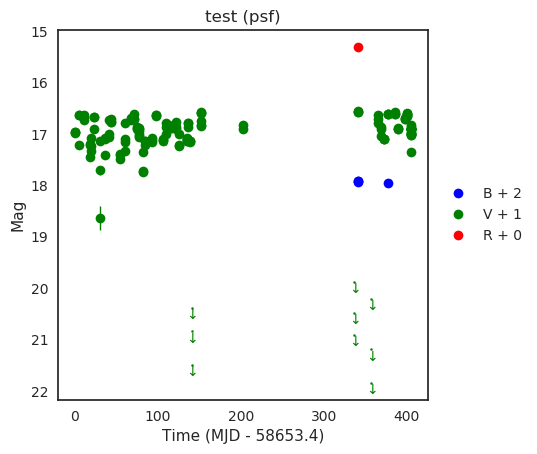 test (psf)
15
16
17
18
19
20
21
22
Mag
0
100
200
300
400
Time (MJD - 58653.4)
B + 2
V + 1
R + 0